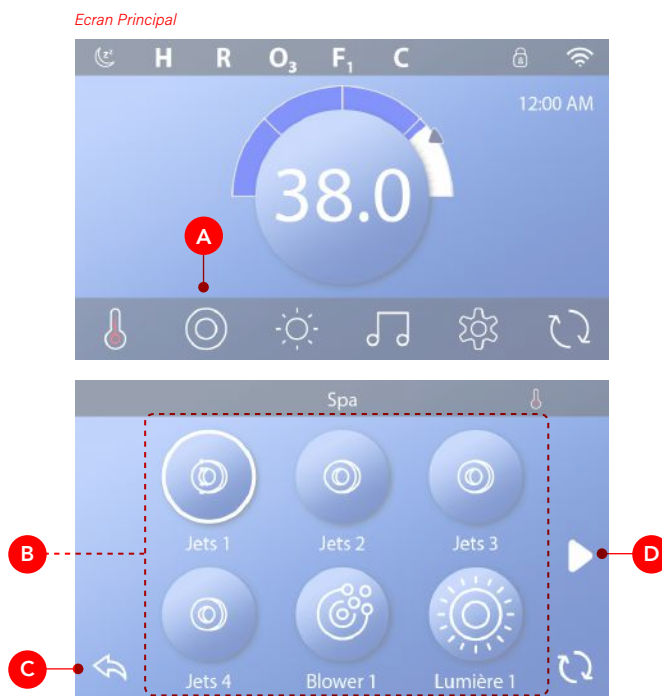 Ecran Principal
H R O₃ F₁ C
12:00 AM
38.0
A
Spa
Jets 1 Jets 2 Jets 3
B
D
Jets 4 Blower 1 Lumière 1
C